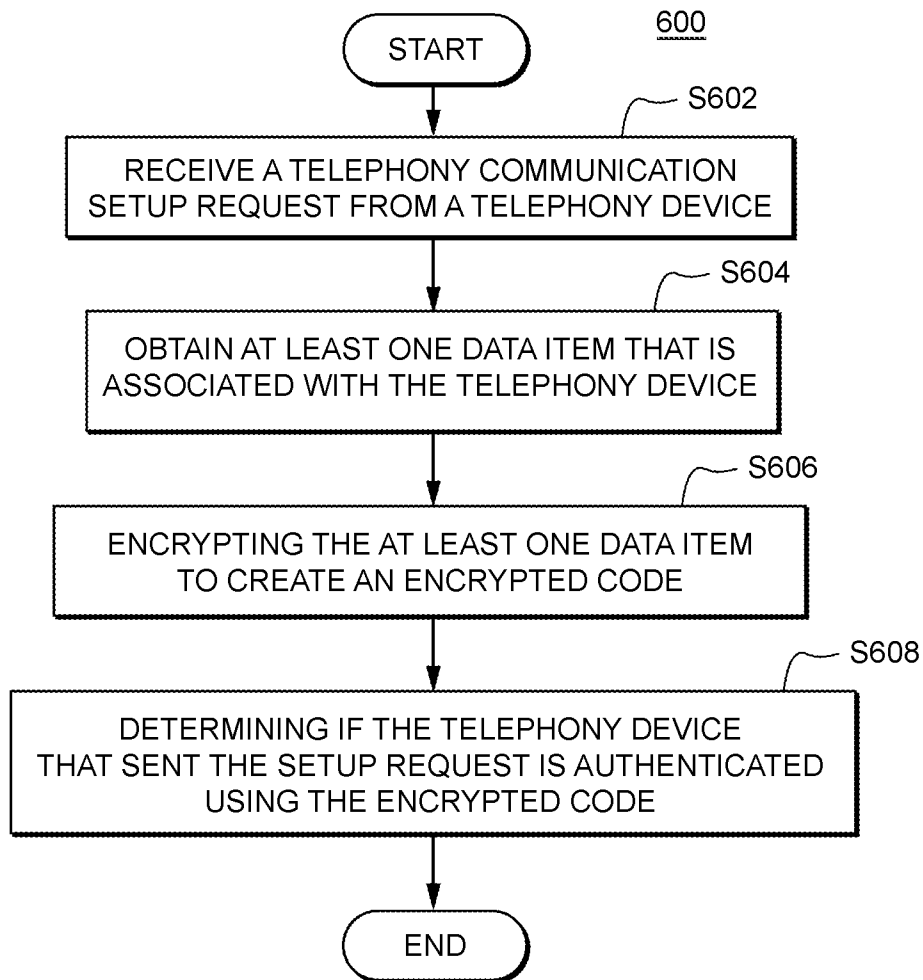 600
START
S602
RECEIVE A TELEPHONY COMMUNICATION
SETUP REQUEST FROM A TELEPHONY DEVICE
S604
OBTAIN AT LEAST ONE DATA ITEM THAT IS
ASSOCIATED WITH THE TELEPHONY DEVICE
S606
ENCRYPTING THE AT LEAST ONE DATA ITEM
TO CREATE AN ENCRYPTED CODE
S608
DETERMINING IF THE TELEPHONY DEVICE
THAT SENT THE SETUP REQUEST IS AUTHENTICATED
USING THE ENCRYPTED CODE
END